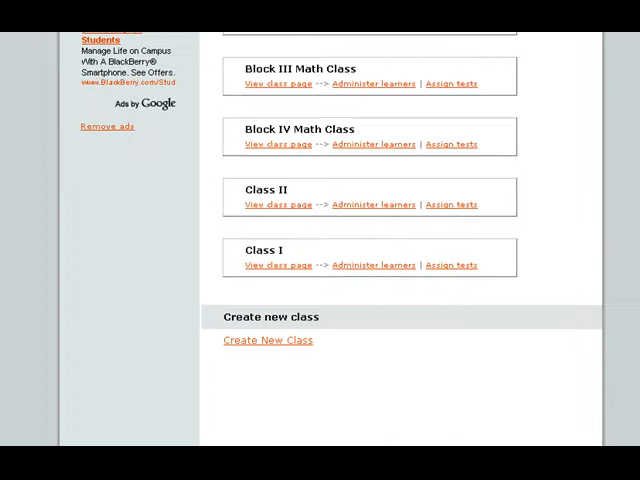 Students
Manage Life on Campus
With A BlackBerry®
Smartphone. See Offers.
www.BlackBerry.com/Stud
Ads by Google
Remove ads
Block III Math Class
View class page --> Administer learners | Assign tests
Block IV Math Class
View class page --> Administer learners | Assign tests
Class II
View class page --> Administer learners | Assign tests
Class I
View class page --> Administer learners | Assign tests
Create new class
Create New Class